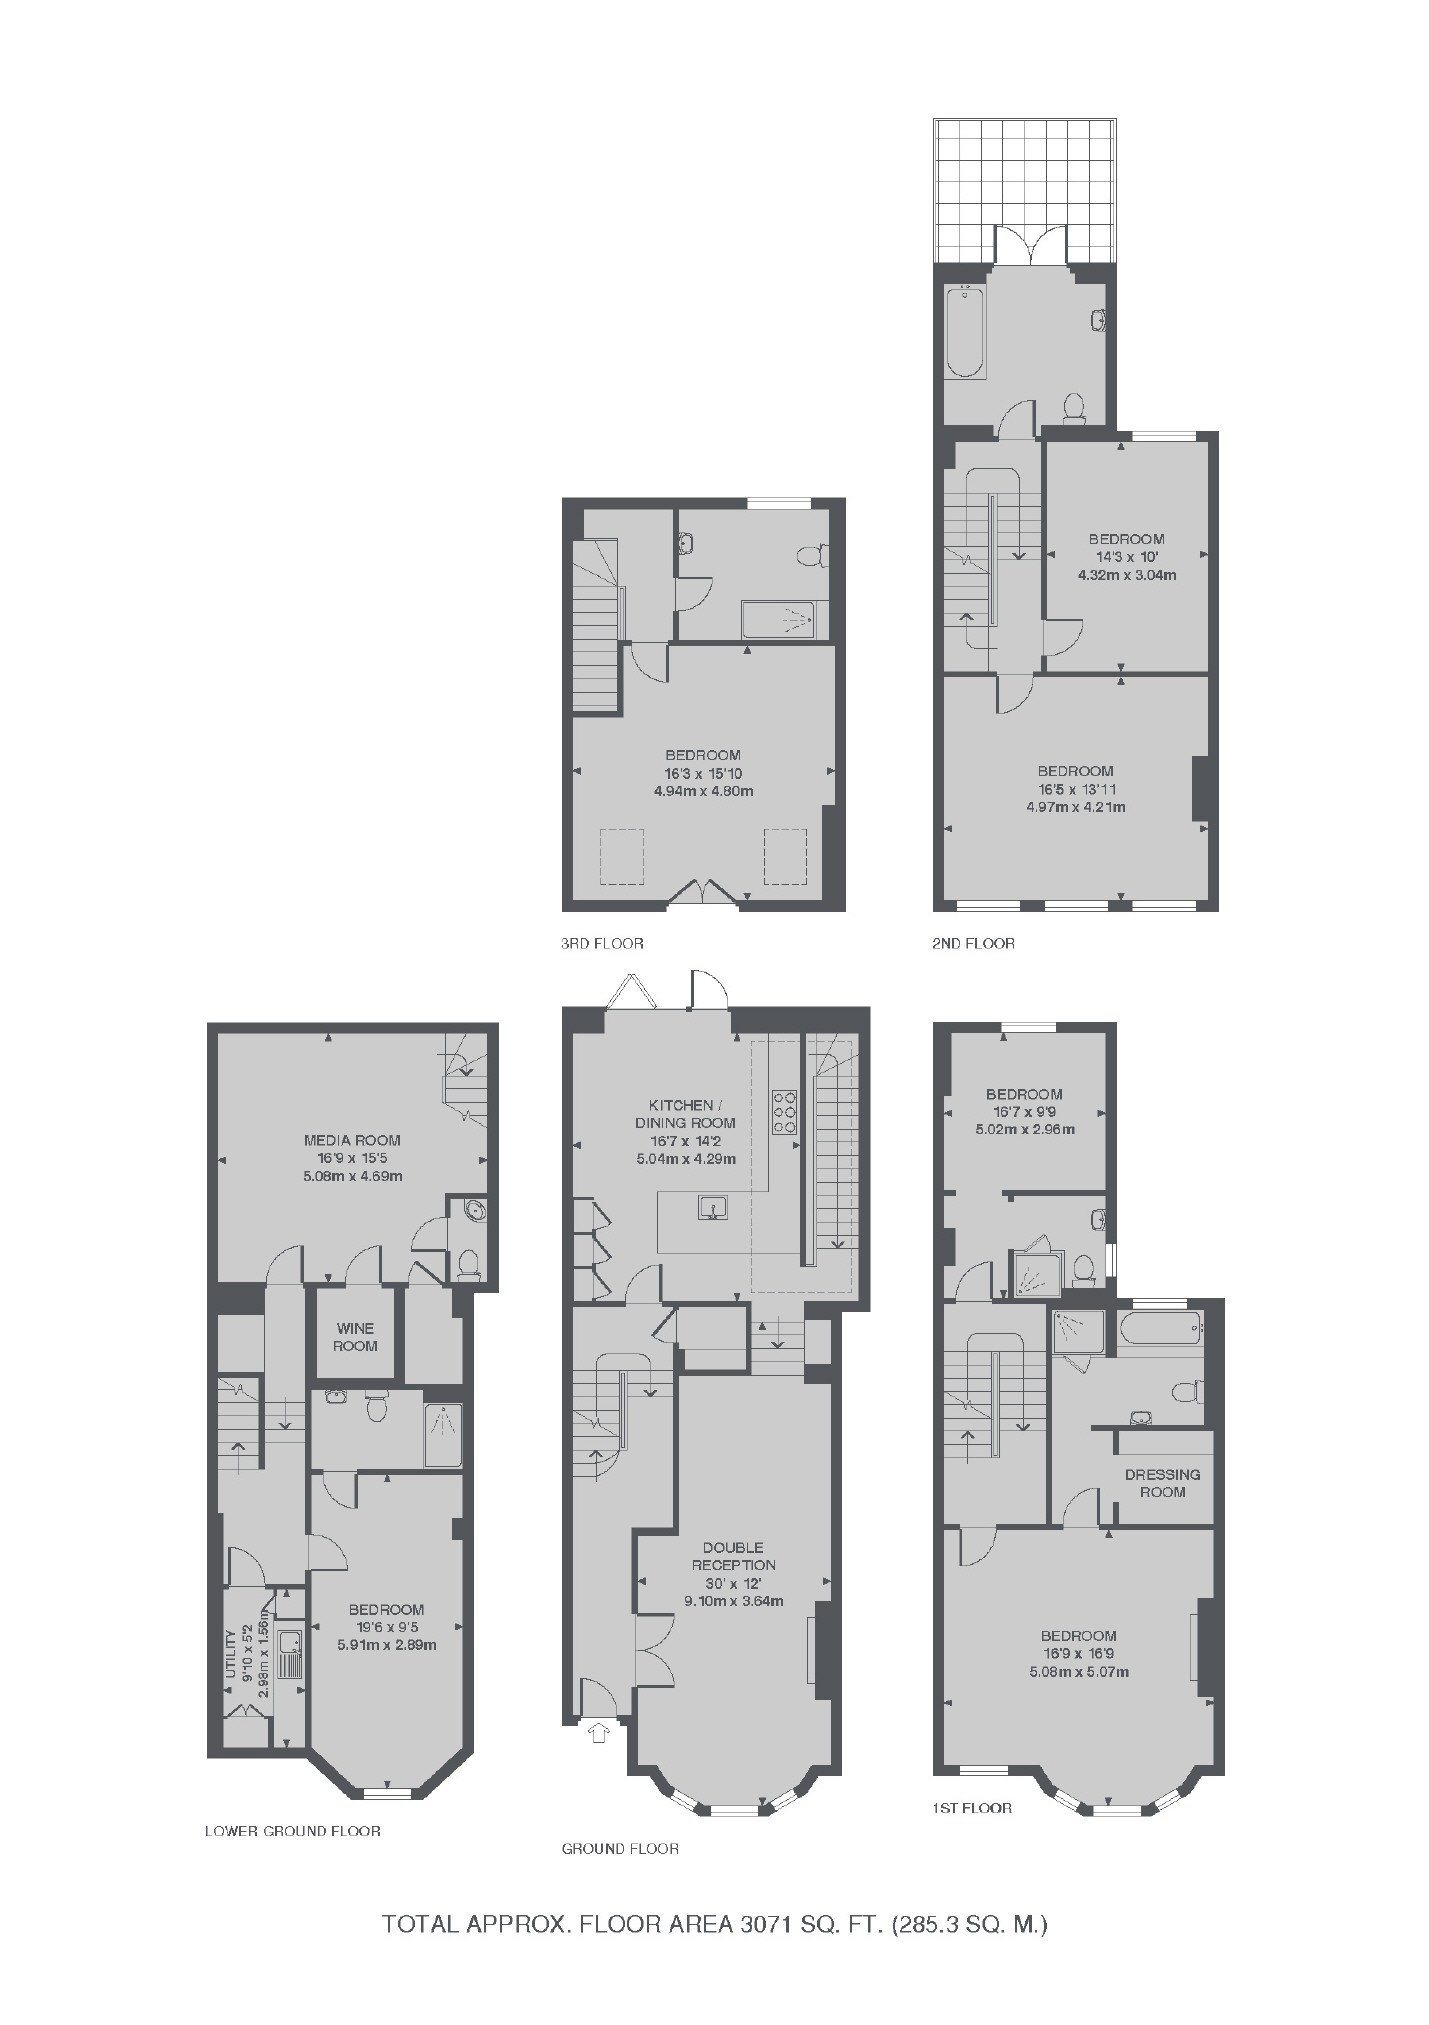 BEDROOM
14'3 x 10'
4.32m x 3.04m
BEDROOM
16'5 x 13'11
4.97m x 4.21m
2ND FLOOR
BEDROOM
16'3 x 15'10
4.94m x 4.80m
3RD FLOOR
MEDIA ROOM
16'9 x 15'5
5.08m x 4.69m
WINE
ROOM
BEDROOM
19'6 x 9'5
5.91m x 2.89m
UTILITY
9'10 x 5'2
2.98m x 1.56m
LOWER GROUND FLOOR
KITCHEN /
DINING ROOM
16'7 x 14'2
5.04m x 4.29m
DOUBLE
RECEPTION
30' x 12'
9.10m x 3.64m
GROUND FLOOR
BEDROOM
16'7 x 9'9
5.02m x 2.96m
DRESSING
ROOM
BEDROOM
16'9 x 16'9
5.08m x 5.07m
1ST FLOOR
TOTAL APPROX. FLOOR AREA 3071 SQ. FT. (285.3 SQ. M.)